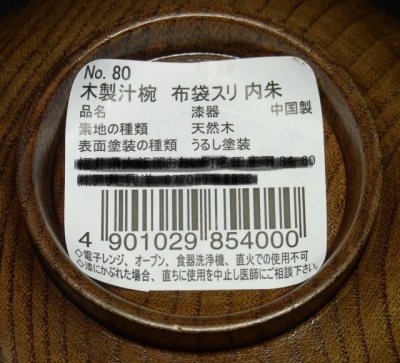 No. 80
木製汁椀 布袋スリ内朱
品名 漆器 中国製
素地の種類 天然木
表面塗装の種類 うるし塗装
4 901029 854000
◇電子レンジ、オーブン、食器洗浄機、直火での使用不可
◇漆にかぶれた場合、直ちに使用を中止し医師にご相談下さい。